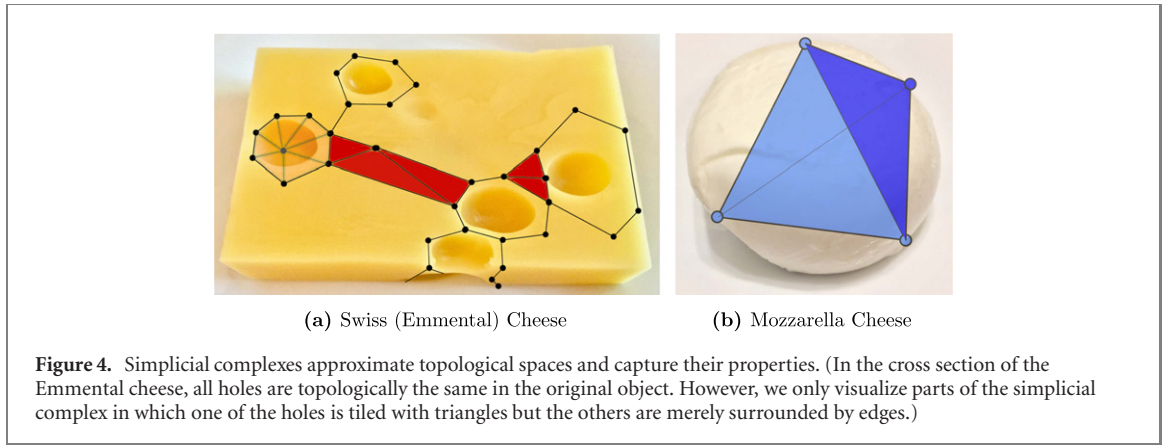 (a) Swiss (Emmental) Cheese
(b) Mozzarella Cheese
Figure 4. Simplicial complexes approximate topological spaces and capture their properties. (In the cross section of the
Emmental cheese, all holes are topologically the same in the original object. However, we only visualize parts of the simplicial
complex in which one of the holes is tiled with triangles but the others are merely surrounded by edges.)